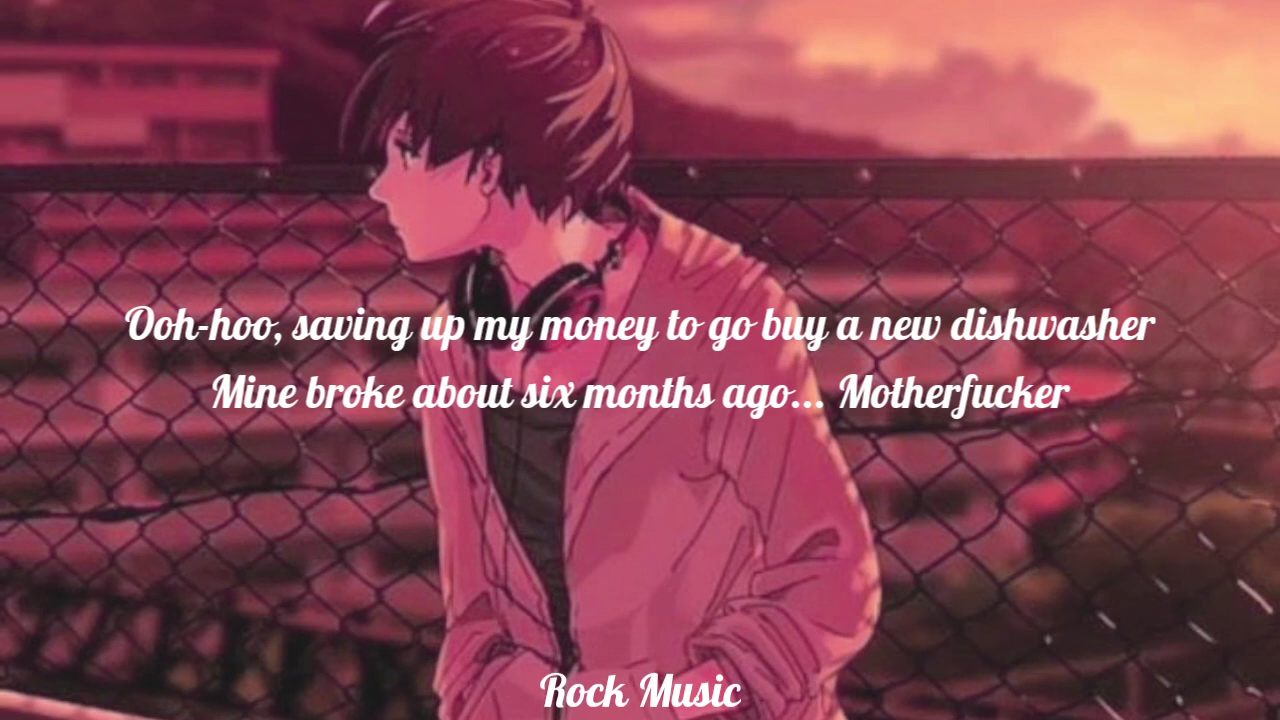 Ooh-hoo, saving up my money to go buy a new dishwasher
Mine broke about six months ago... Motherfucker
Rock Music